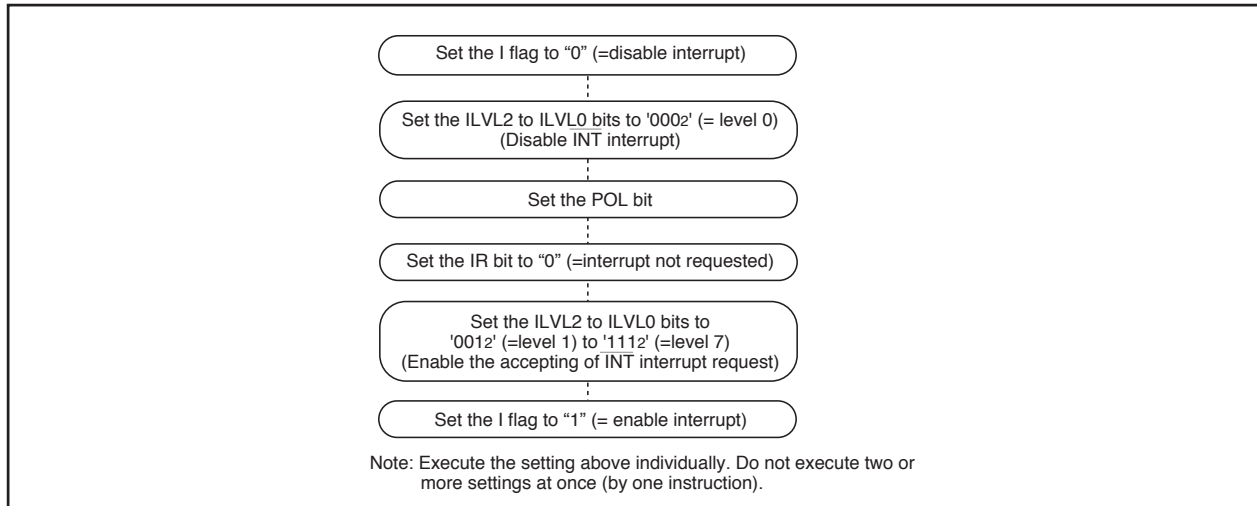 Set the I flag to “0” (=disable interrupt)
Set the ILVL2 to ILVL0 bits to '0002' (= level 0)
(Disable INT interrupt)
Set the POL bit
Set the IR bit to “0” (=interrupt not requested)
Set the ILVL2 to ILVL0 bits to
'0012' (=level 1) to '1112' (=level 7)
(Enable the accepting of INT interrupt request)
Set the I flag to “1” (= enable interrupt)
Note: Execute the setting above individually. Do not execute two or
more settings at once (by one instruction).